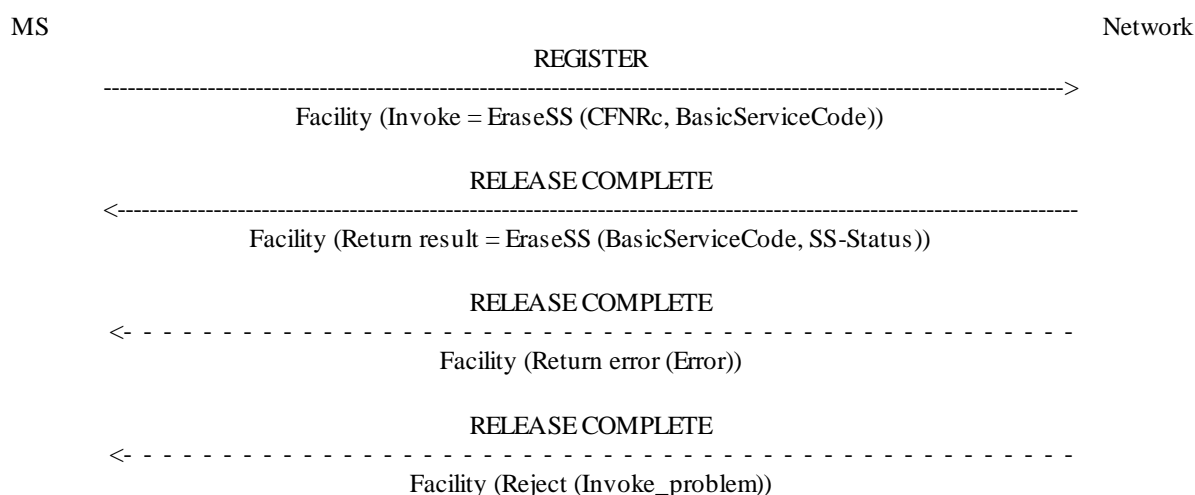 MS Network
REGISTER
------------------------------------------------------------------------------------------------------------------------>
Facility (Invoke = EraseSS (CFNRc, BasicServiceCode))
RELEASE COMPLETE
<------------------------------------------------------------------------------------------------------------------------
Facility (Return result = EraseSS (BasicServiceCode, SS-Status))
RELEASE COMPLETE
<- - - - - - - - - - - - - - - - - - - - - - - - - - - - - - - - - - - - - - - - - - - - - - - - - - - -
Facility (Return error (Error))
RELEASE COMPLETE
<- - - - - - - - - - - - - - - - - - - - - - - - - - - - - - - - - - - - - - - - - - - - - - - - - - - -
Facility (Reject (Invoke_problem))